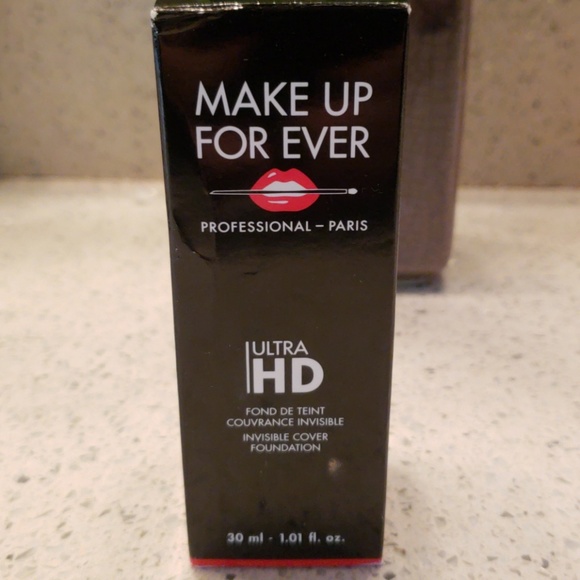 MAKE UP
FOR EVER
PROFESSIONAL – PARIS
ULTRA
HD
FOND DE TEINT
COUVRANCE INVISIBLE
INVISIBLE COVER
FOUNDATION
30 ml - 1.01 fl. oz.